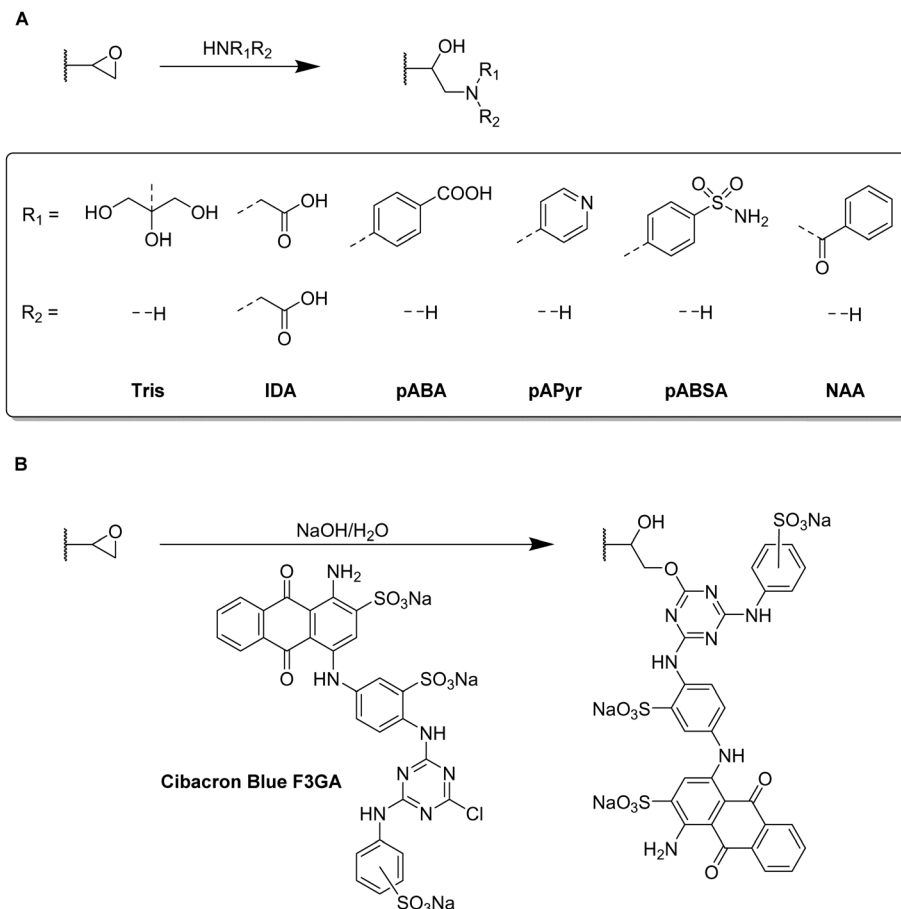 A
O
HNR₁R₂
OH
N
R₁
R₂
R₁ =
HO
OH
OH
OH
O
COOH
N
O
O
S
NH₂
O
R₂ =
H
OH
O
H
H
H
H
Tris
IDA
pABA
pAPyr
pABSA
NAA
B
O
NaOH/H₂O
O
NH₂
SO₃Na
O
HN
SO₃Na
NH
Cibacron Blue F3GA
N
N
N
Cl
NH
SO₃Na
OH
SO₃Na
O
N
N
N
NH
NH
NaO₃S
NH
NaO₃S
O
H₂N
O